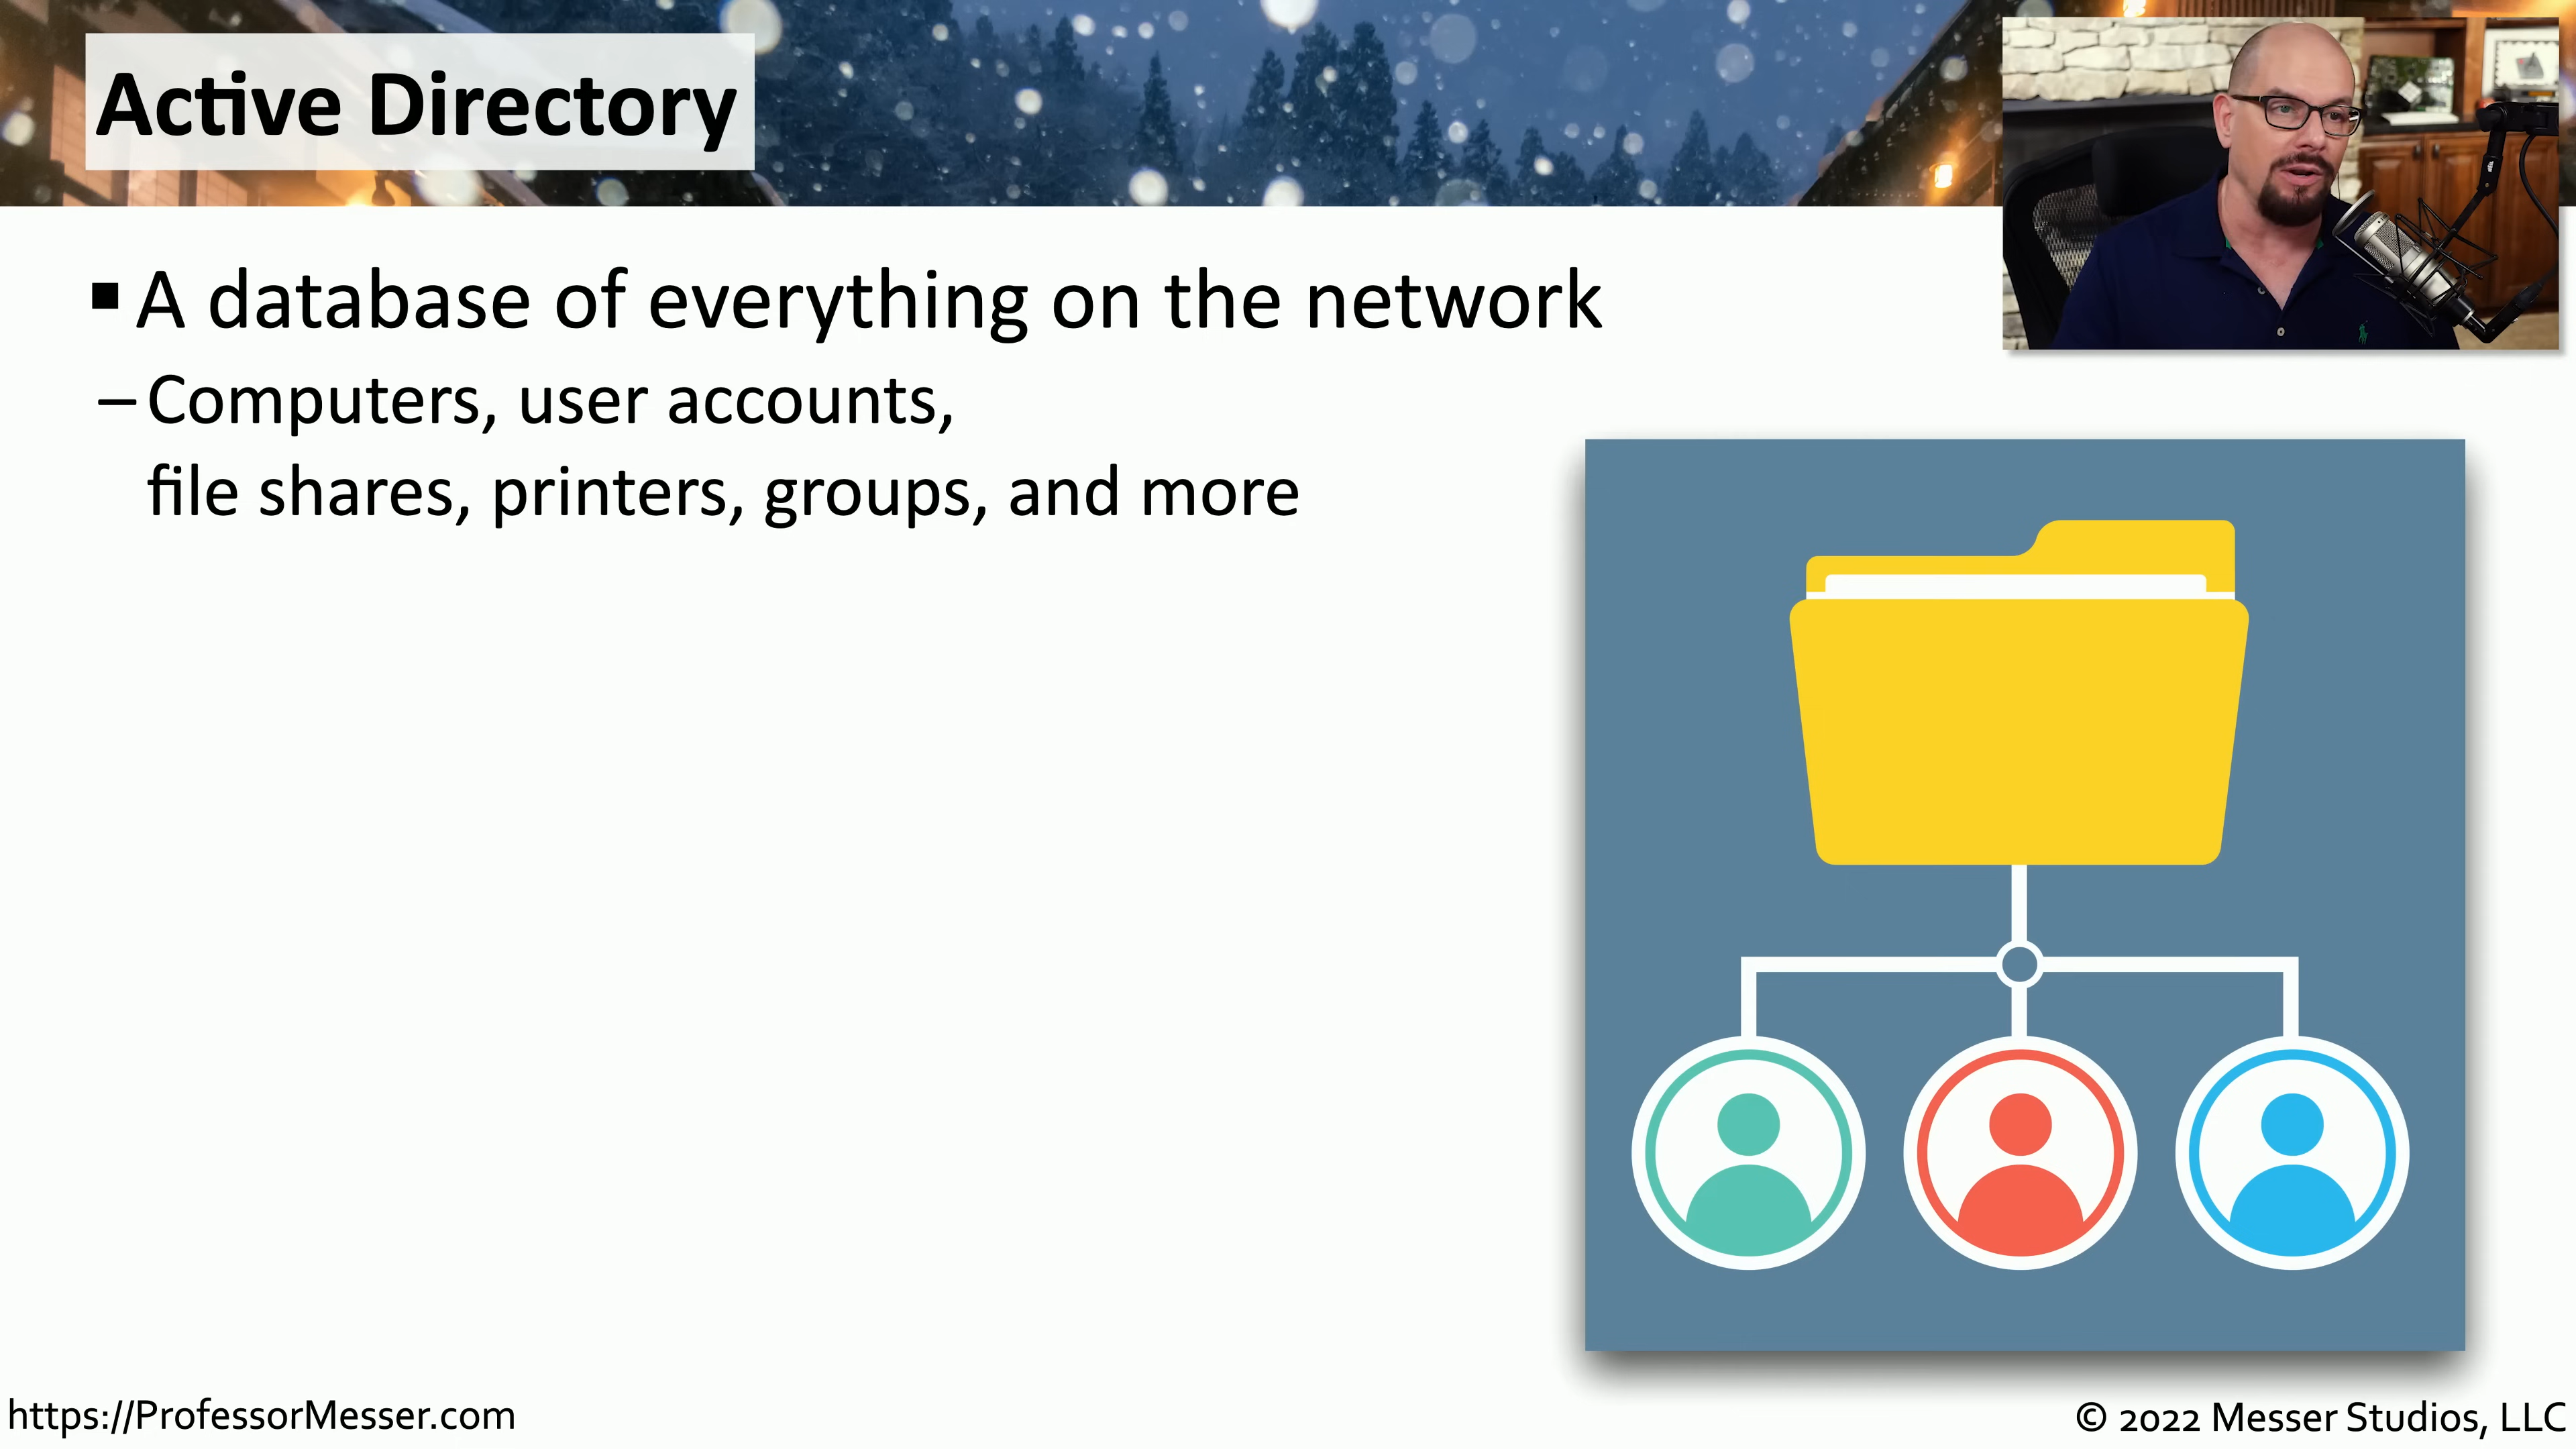 Active Directory
▪ A database of everything on the network
– Computers, user accounts,
file shares, printers, groups, and more
https://ProfessorMesser.com
© 2022 Messer Studios, LLC